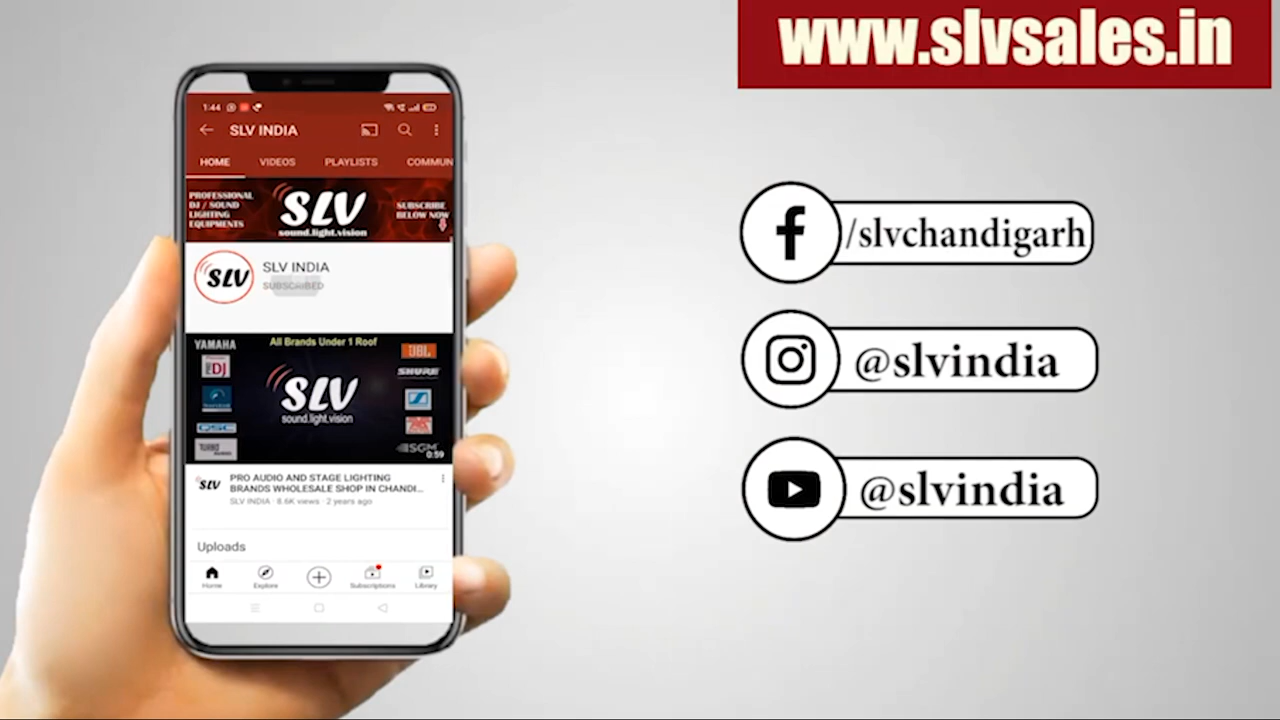 www.slvsales.in
1:44
SLV INDIA
HOME VIDEOS PLAYLISTS COMMUN
PROFESSIONAL
DJ / SOUND
LIGHTING
EQUIPMENTS
SLV
sound.light.vision
SUBSCRIBE
BELOW NOW
SLV
SLV INDIA
SUBSCRIBED
All Brands Under 1 Roof
YAMAHA
DJ
QSC
TURBO
SLV
sound.light.vision
JBL
SHURE
SGM
0:59
SLV
PRO AUDIO AND STAGE LIGHTING
BRANDS WHOLESALE SHOP IN CHANDI...
SLV INDIA · 8.6K views · 2 years ago
Uploads
Home Explore Subscriptions Library
/slvchandigarh
@slvindia
@slvindia